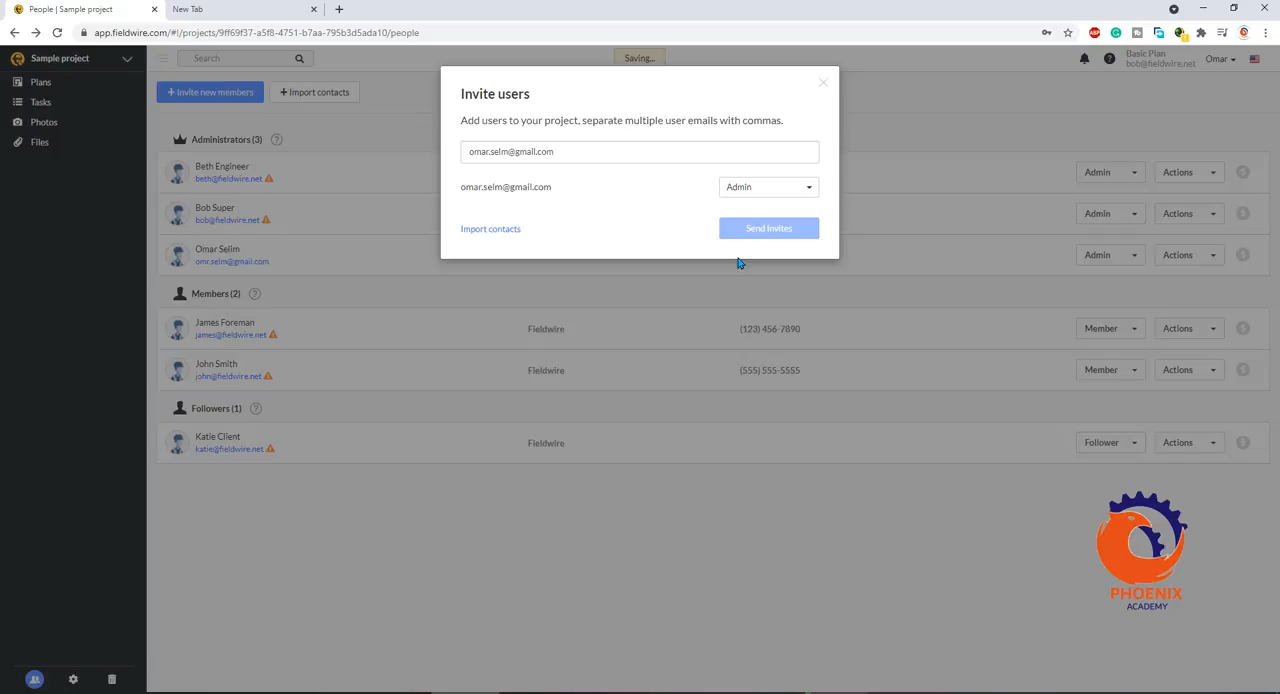 People | Sample project
New Tab
app.fieldwire.com/#!/projects/9ff69f37-a5f8-4751-b7aa-795b3d5ada10/people
Sample project
Search
Saving...
Basic Plan
bob@fieldwire.net
Omar
Plans
Tasks
Photos
Files
+ Invite new members
+ Import contacts
Invite users
Add users to your project, separate multiple user emails with commas.
omar.selm@gmail.com
omar.selm@gmail.com
Admin
Import contacts
Send Invites
Administrators (3)
Beth Engineer
beth@fieldwire.net
Admin
Actions
Bob Super
bob@fieldwire.net
Admin
Actions
Omar Selim
omr.selm@gmail.com
Admin
Actions
Members (2)
James Foreman
james@fieldwire.net
Fieldwire
(123) 456-7890
Member
Actions
John Smith
john@fieldwire.net
Fieldwire
(555) 555-5555
Member
Actions
Followers (1)
Katie Client
katie@fieldwire.net
Fieldwire
Follower
Actions
PHOENIX
ACADEMY